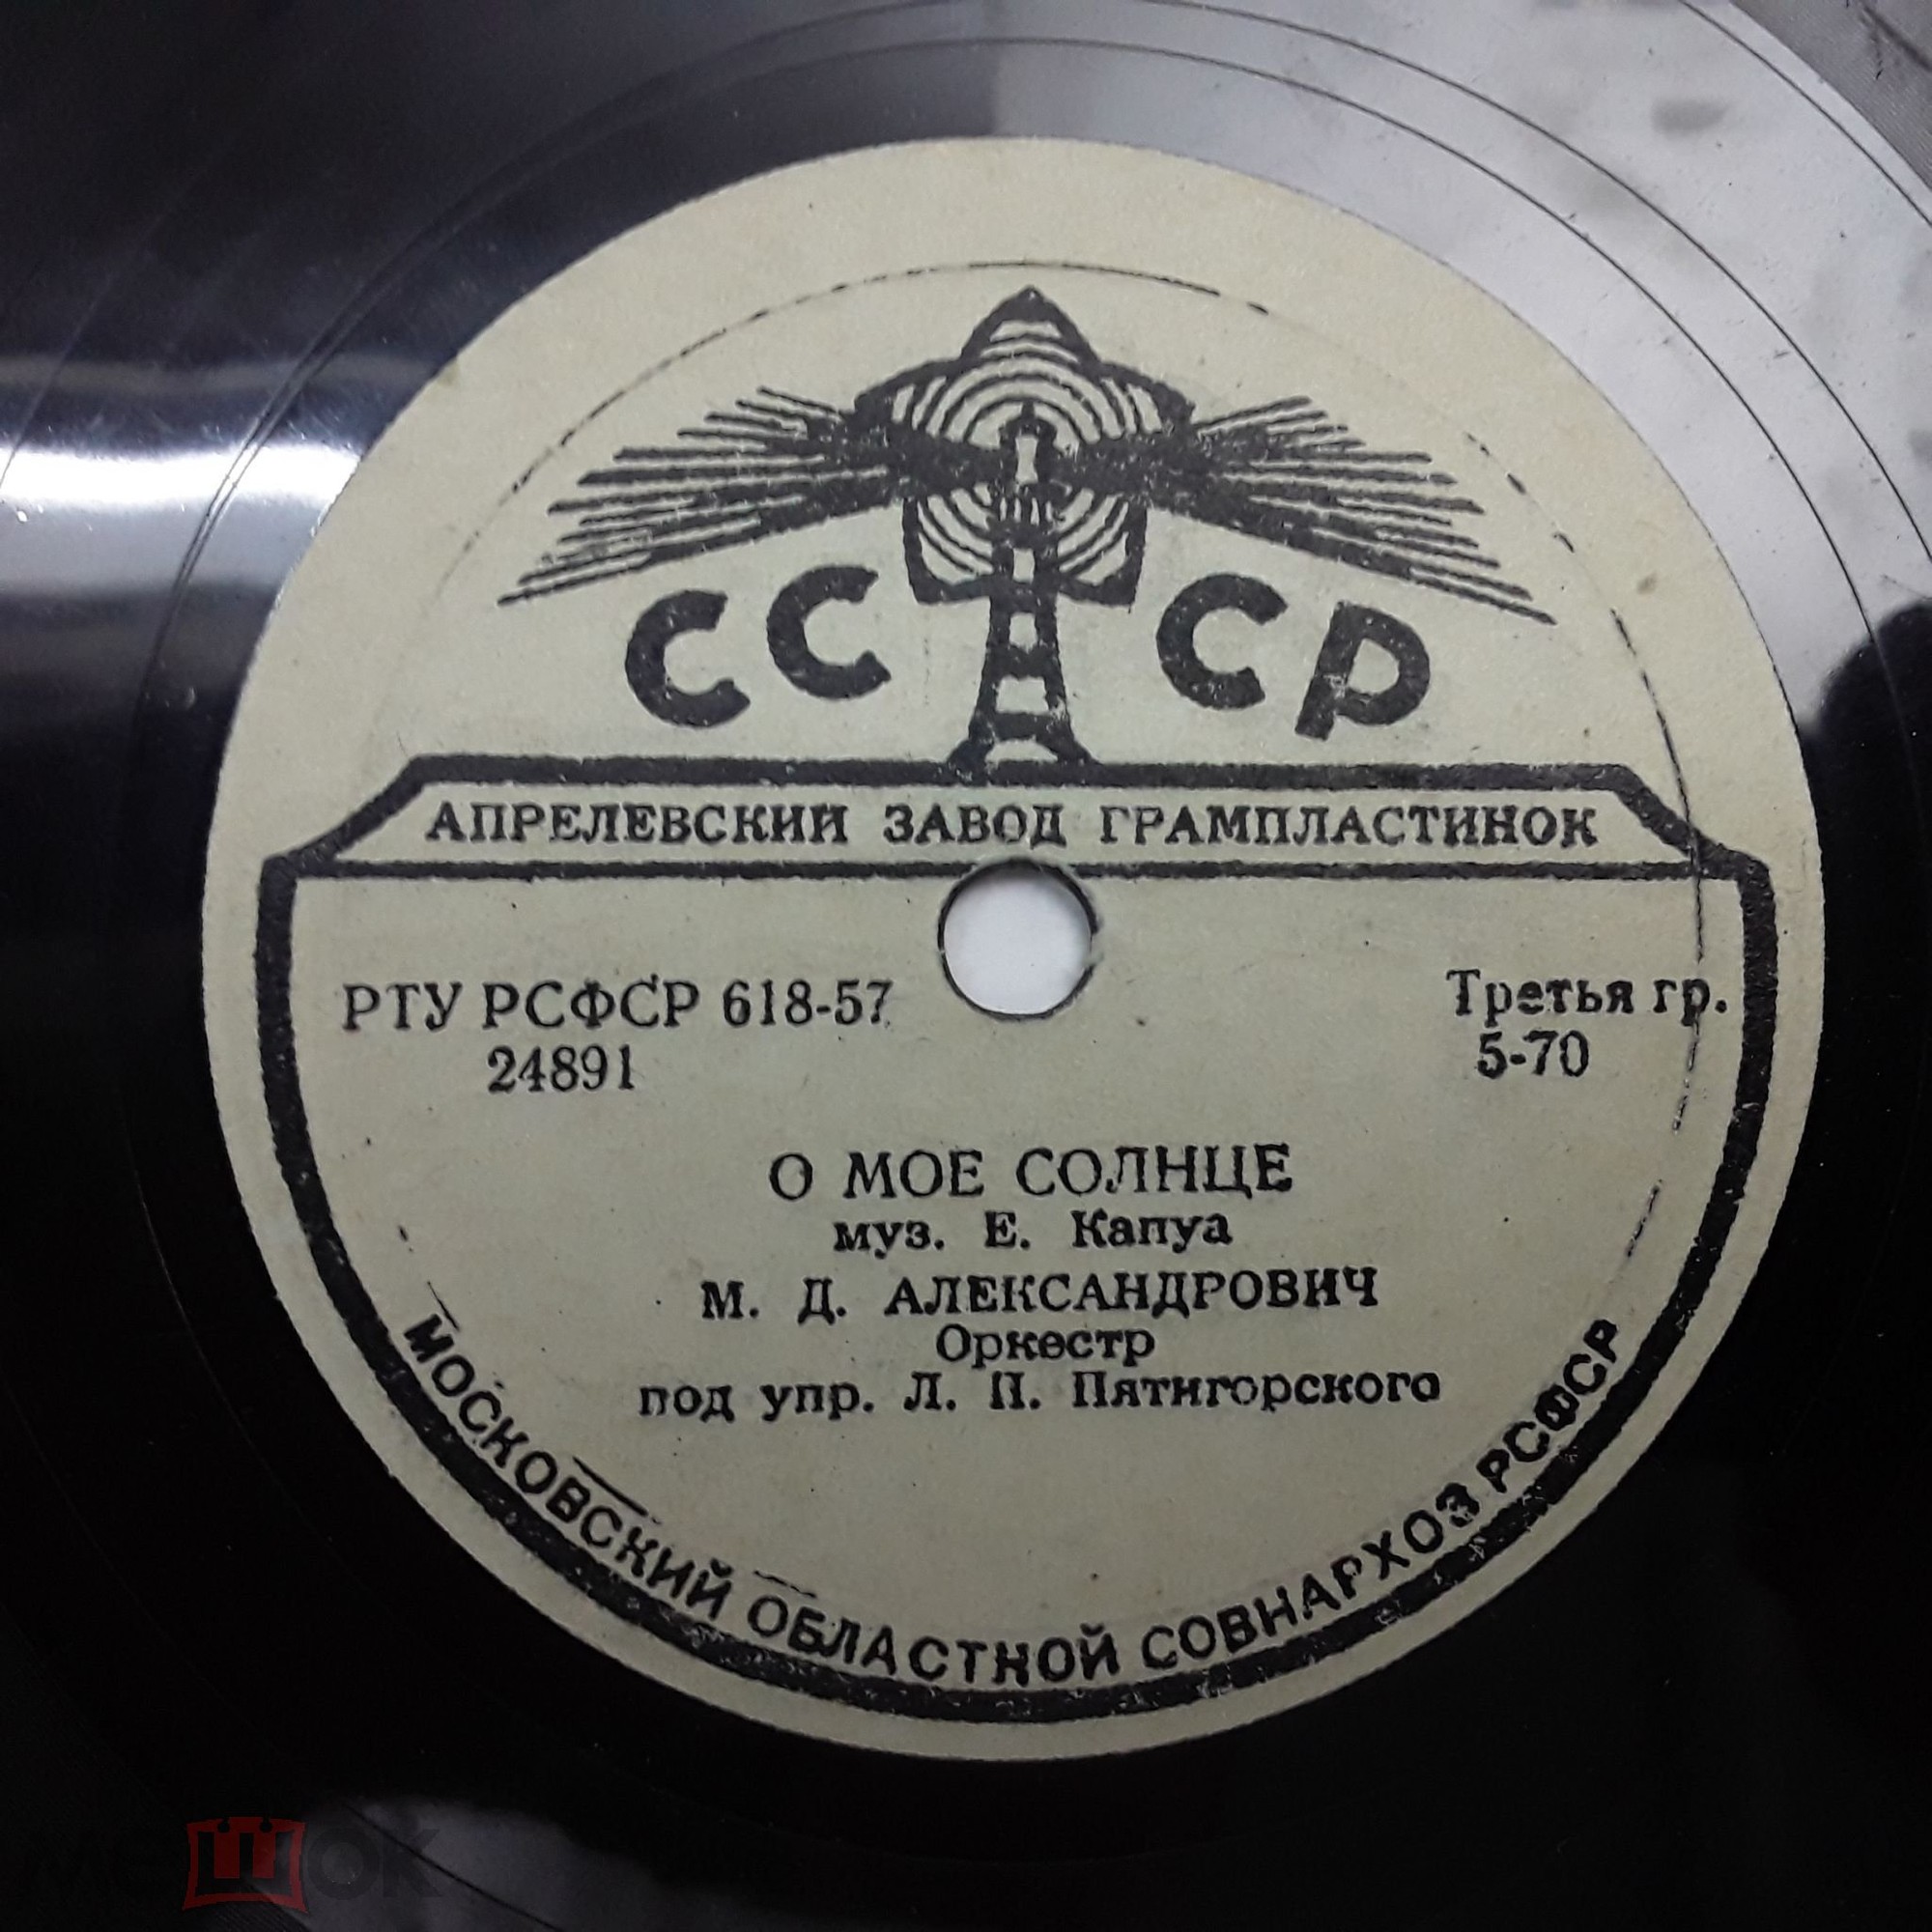 СССР
АПРЕЛЕВСКИЙ ЗАВОД ГРАМПЛАСТИНОК
РТУ РСФСР 618-57
24891
Третья гр.
5-70
О МОЕ СОЛНЦЕ
муз. Е. Капуа
М. Д. АЛЕКСАНДРОВИЧ
Оркестр
под упр. Л. П. Пятигорского
МОСКОВСКИЙ ОБЛАСТНОЙ СОВНАРХОЗ РСФСР
мешок